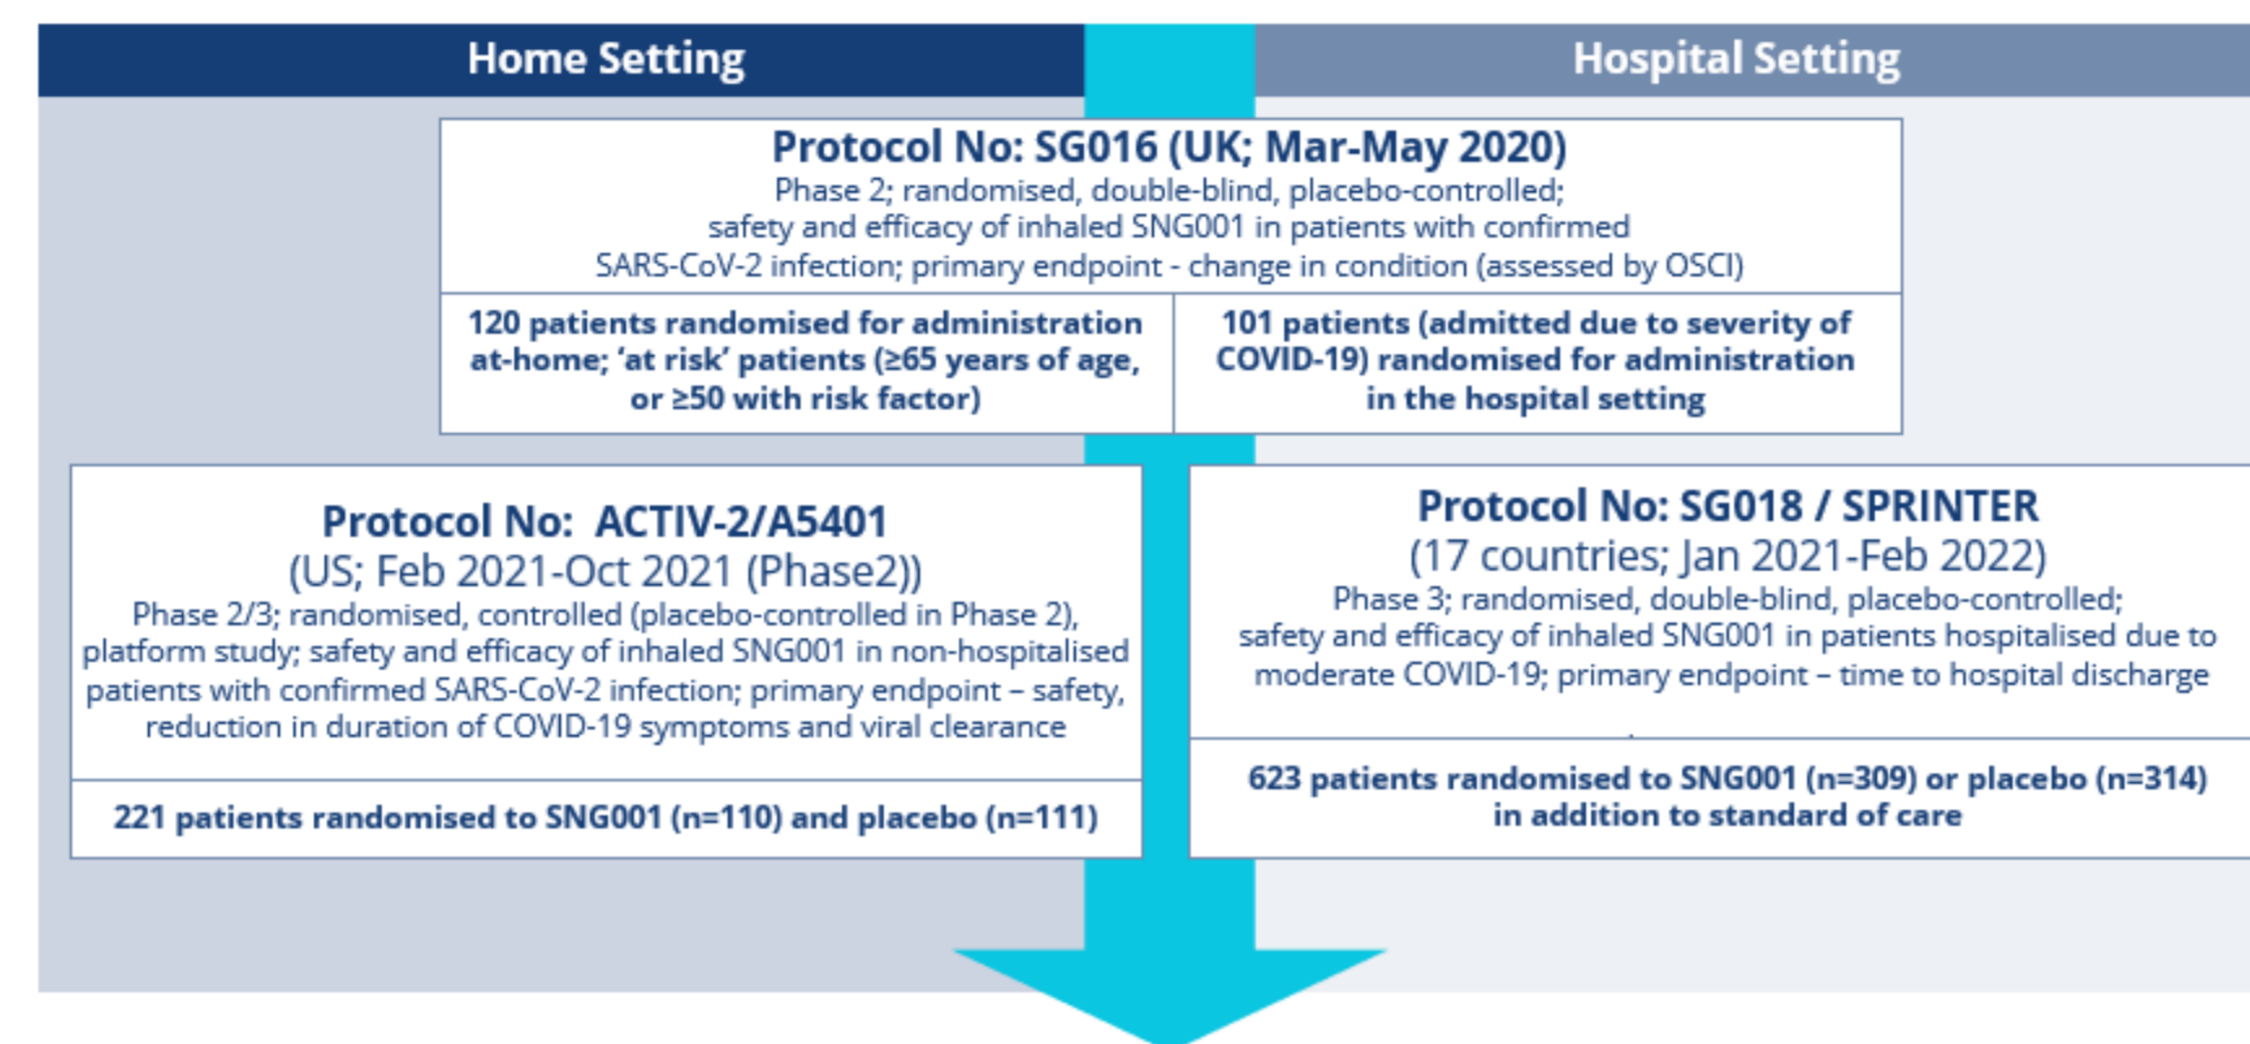 Home Setting
Hospital Setting
Protocol No: SG016 (UK; Mar-May 2020)
Phase 2; randomised, double-blind, placebo-controlled;
safety and efficacy of inhaled SNG001 in patients with confirmed
SARS-CoV-2 infection; primary endpoint - change in condition (assessed by OSCI)
120 patients randomised for administration
at-home; ‘at risk’ patients (≥65 years of age,
or ≥50 with risk factor)
101 patients (admitted due to severity of
COVID-19) randomised for administration
in the hospital setting
Protocol No:  ACTIV-2/A5401
(US; Feb 2021-Oct 2021 (Phase2))
Phase 2/3; randomised, controlled (placebo-controlled in Phase 2),
platform study; safety and efficacy of inhaled SNG001 in non-hospitalised
patients with confirmed SARS-CoV-2 infection; primary endpoint – safety,
reduction in duration of COVID-19 symptoms and viral clearance
221 patients randomised to SNG001 (n=110) and placebo (n=111)
Protocol No: SG018 / SPRINTER
(17 countries; Jan 2021-Feb 2022)
Phase 3; randomised, double-blind, placebo-controlled;
safety and efficacy of inhaled SNG001 in patients hospitalised due to
moderate COVID-19; primary endpoint – time to hospital discharge
623 patients randomised to SNG001 (n=309) or placebo (n=314)
in addition to standard of care